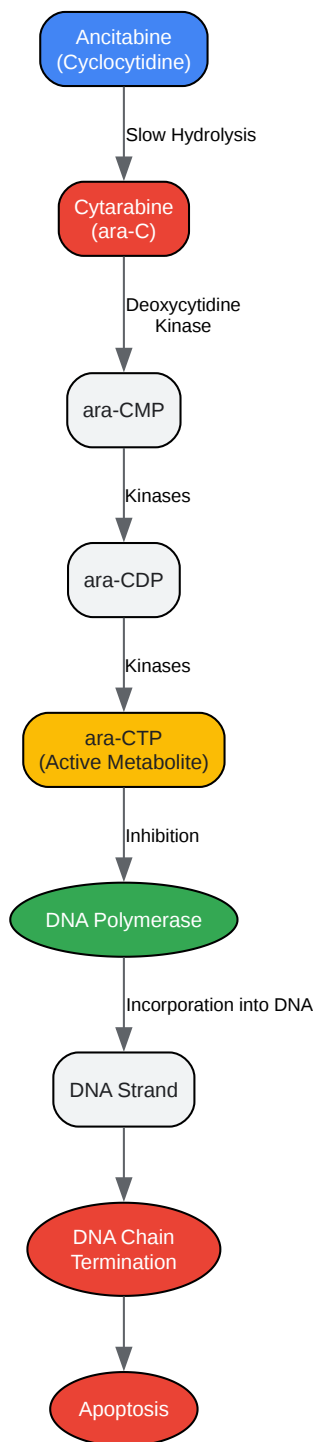 Ancitabine
(Cyclocytidine)
Slow Hydrolysis
Cytarabine
(ara-C)
Deoxycytidine
Kinase
ara-CMP
Kinases
ara-CDP
Kinases
ara-CTP
(Active Metabolite)
Inhibition
DNA Polymerase
Incorporation into DNA
DNA Strand
DNA Chain
Termination
Apoptosis